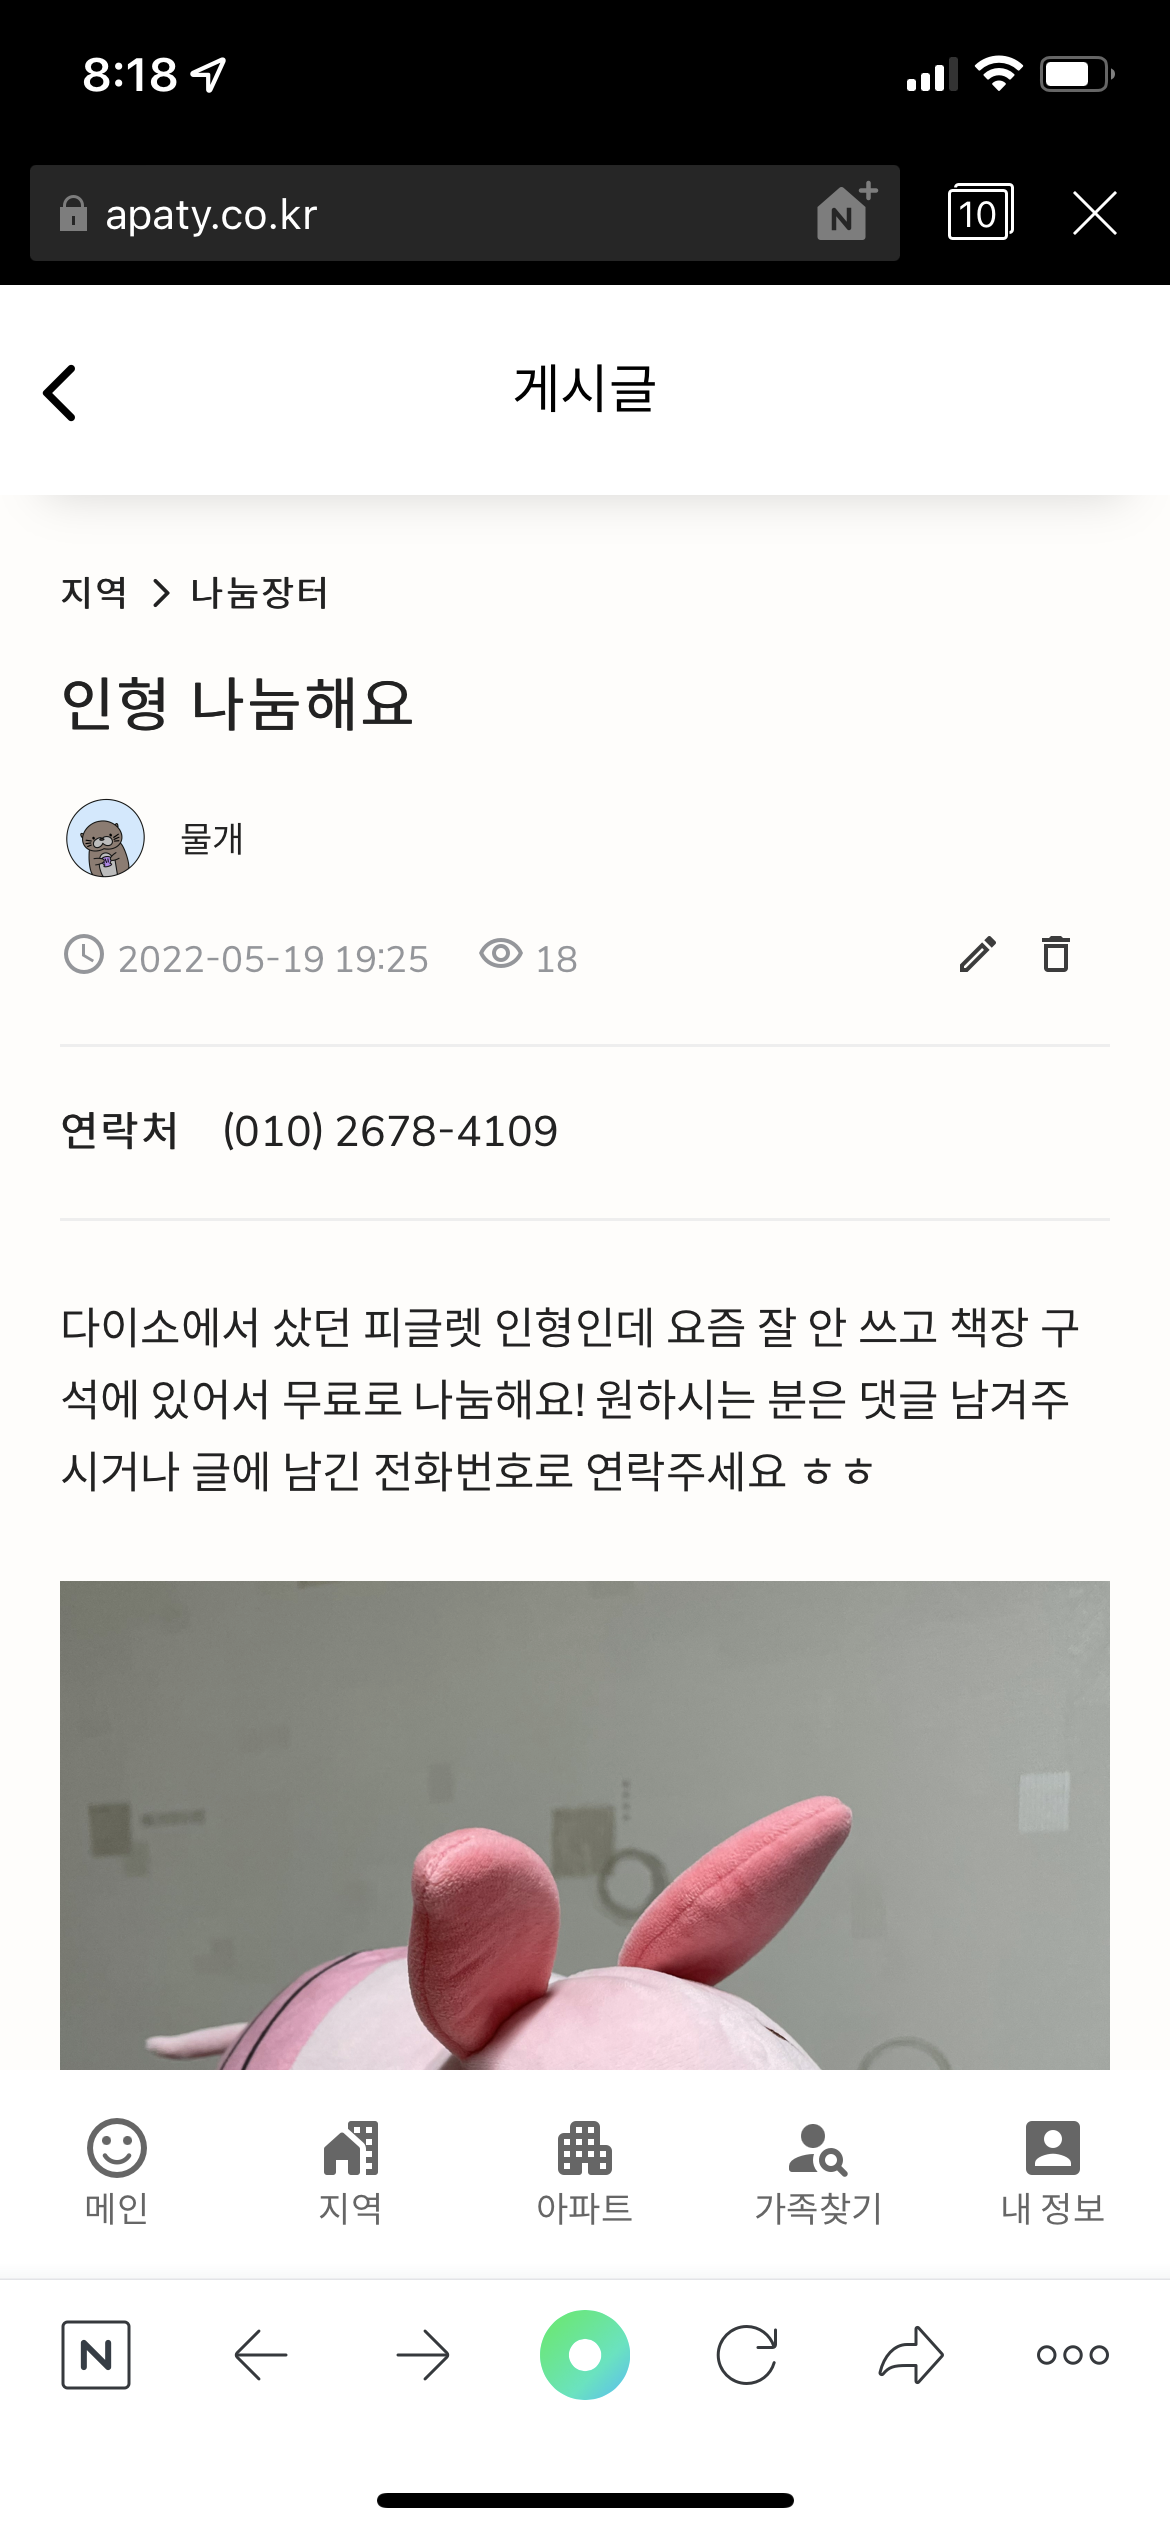 8:18
apaty.co.kr
N
10
게시글
지역 > 나눔장터
인형 나눔해요
물개
2022-05-19 19:25 18
연락처 (010) 2678-4109
다이소에서 샀던 피글렛 인형인데 요즘 잘 안 쓰고 책장 구
석에 있어서 무료로 나눔해요! 원하시는 분은 댓글 남겨주
시거나 글에 남긴 전화번호로 연락주세요 ㅎㅎ
메인 지역 아파트 가족찾기 내 정보
N